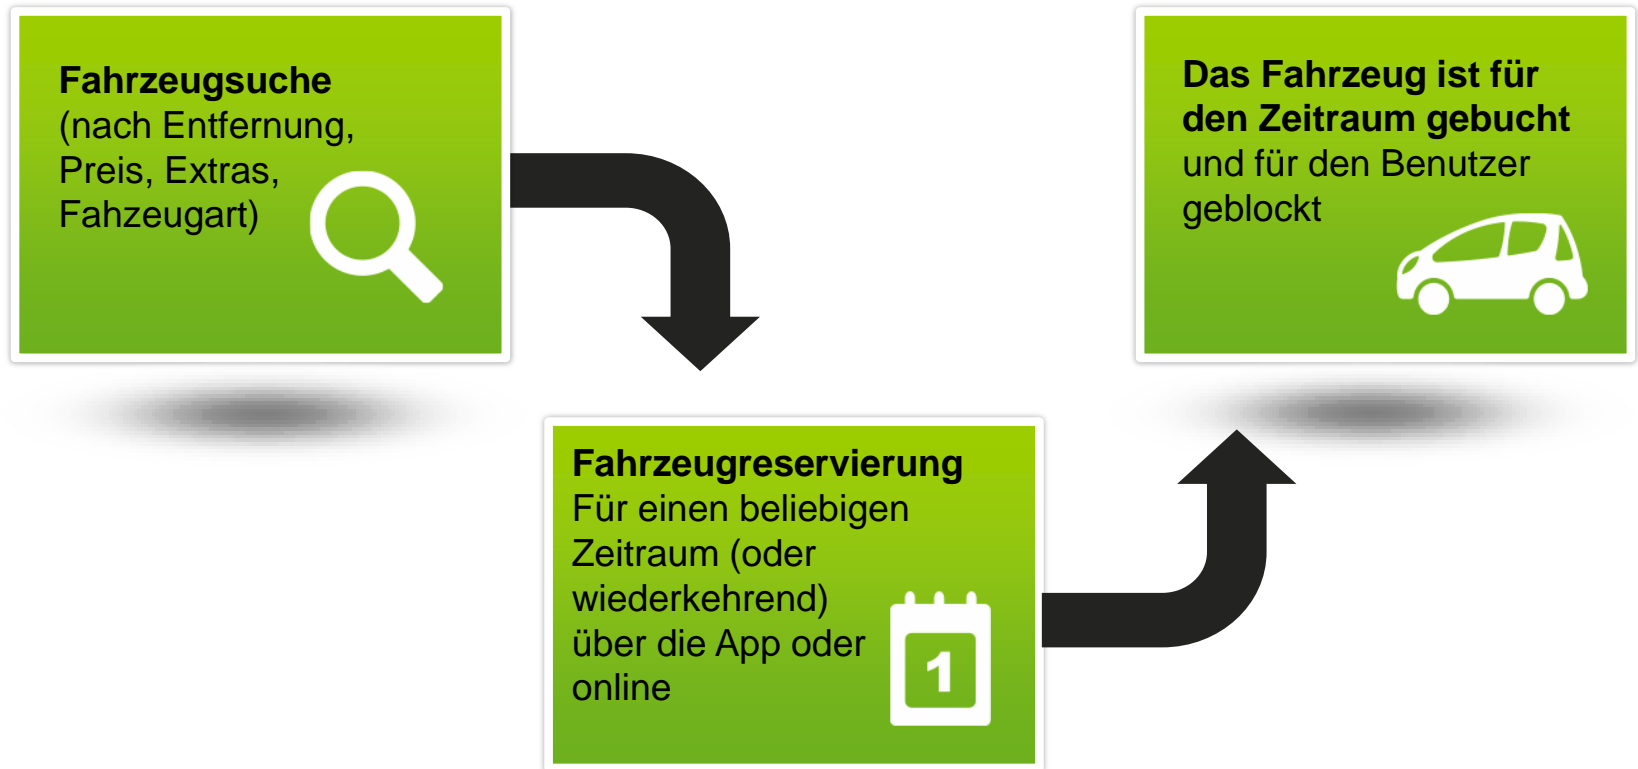 Fahrzeugsuche
(nach Entfernung,
Preis, Extras,
Fahzeugart)
Fahrzeugreservierung
Für einen beliebigen
Zeitraum (oder
wiederkehrend)
über die App oder
online
1
Das Fahrzeug ist für
den Zeitraum gebucht
und für den Benutzer
geblockt